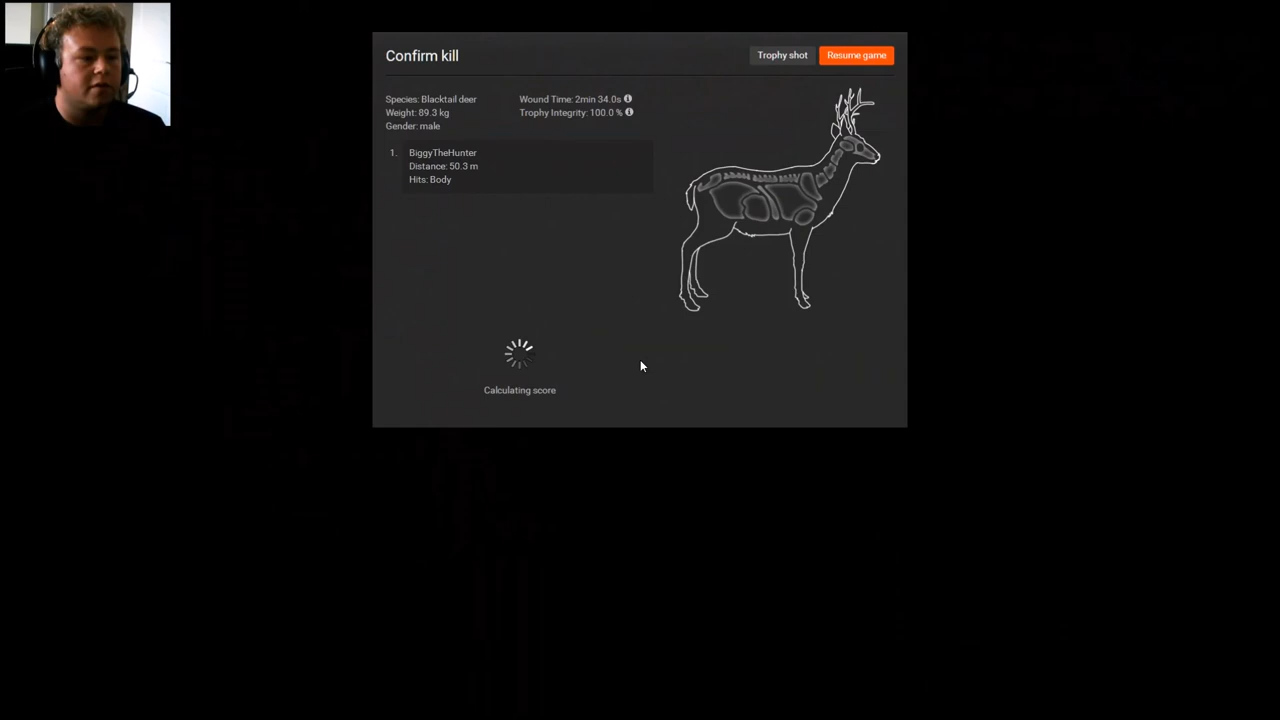 Confirm kill
Trophy shot
Resume game
Species: Blacktail deer
Weight: 89.3 kg
Gender: male
Wound Time: 2min 34.0s
Trophy Integrity: 100.0 %
1. BiggyTheHunter
Distance: 50.3 m
Hits: Body
Calculating score